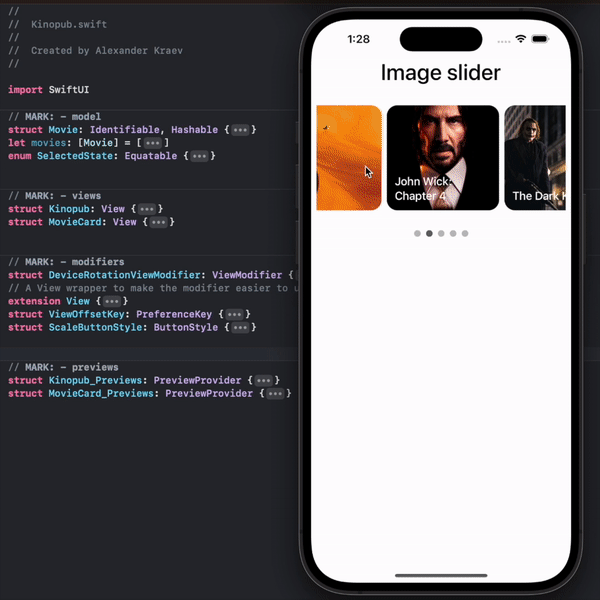 //
//  Kinopub.swift
//
//  Created by Alexander Kraev
//
import SwiftUI
// MARK: - model
struct Movie: Identifiable, Hashable {•••}
let movies: [Movie] = [•••]
enum SelectedState: Equatable {•••}
// MARK: - views
struct Kinopub: View {•••}
struct MovieCard: View {•••}
// MARK: - modifiers
struct DeviceRotationViewModifier: ViewModifier {
// A View wrapper to make the modifier easier to u
extension View {•••}
struct ViewOffsetKey: PreferenceKey {•••}
struct ScaleButtonStyle: ButtonStyle {•••}
// MARK: - previews
struct Kinopub_Previews: PreviewProvider {•••}
struct MovieCard_Previews: PreviewProvider {•••}
1:28
Image slider
John Wick:
Chapter 4
The Dark K